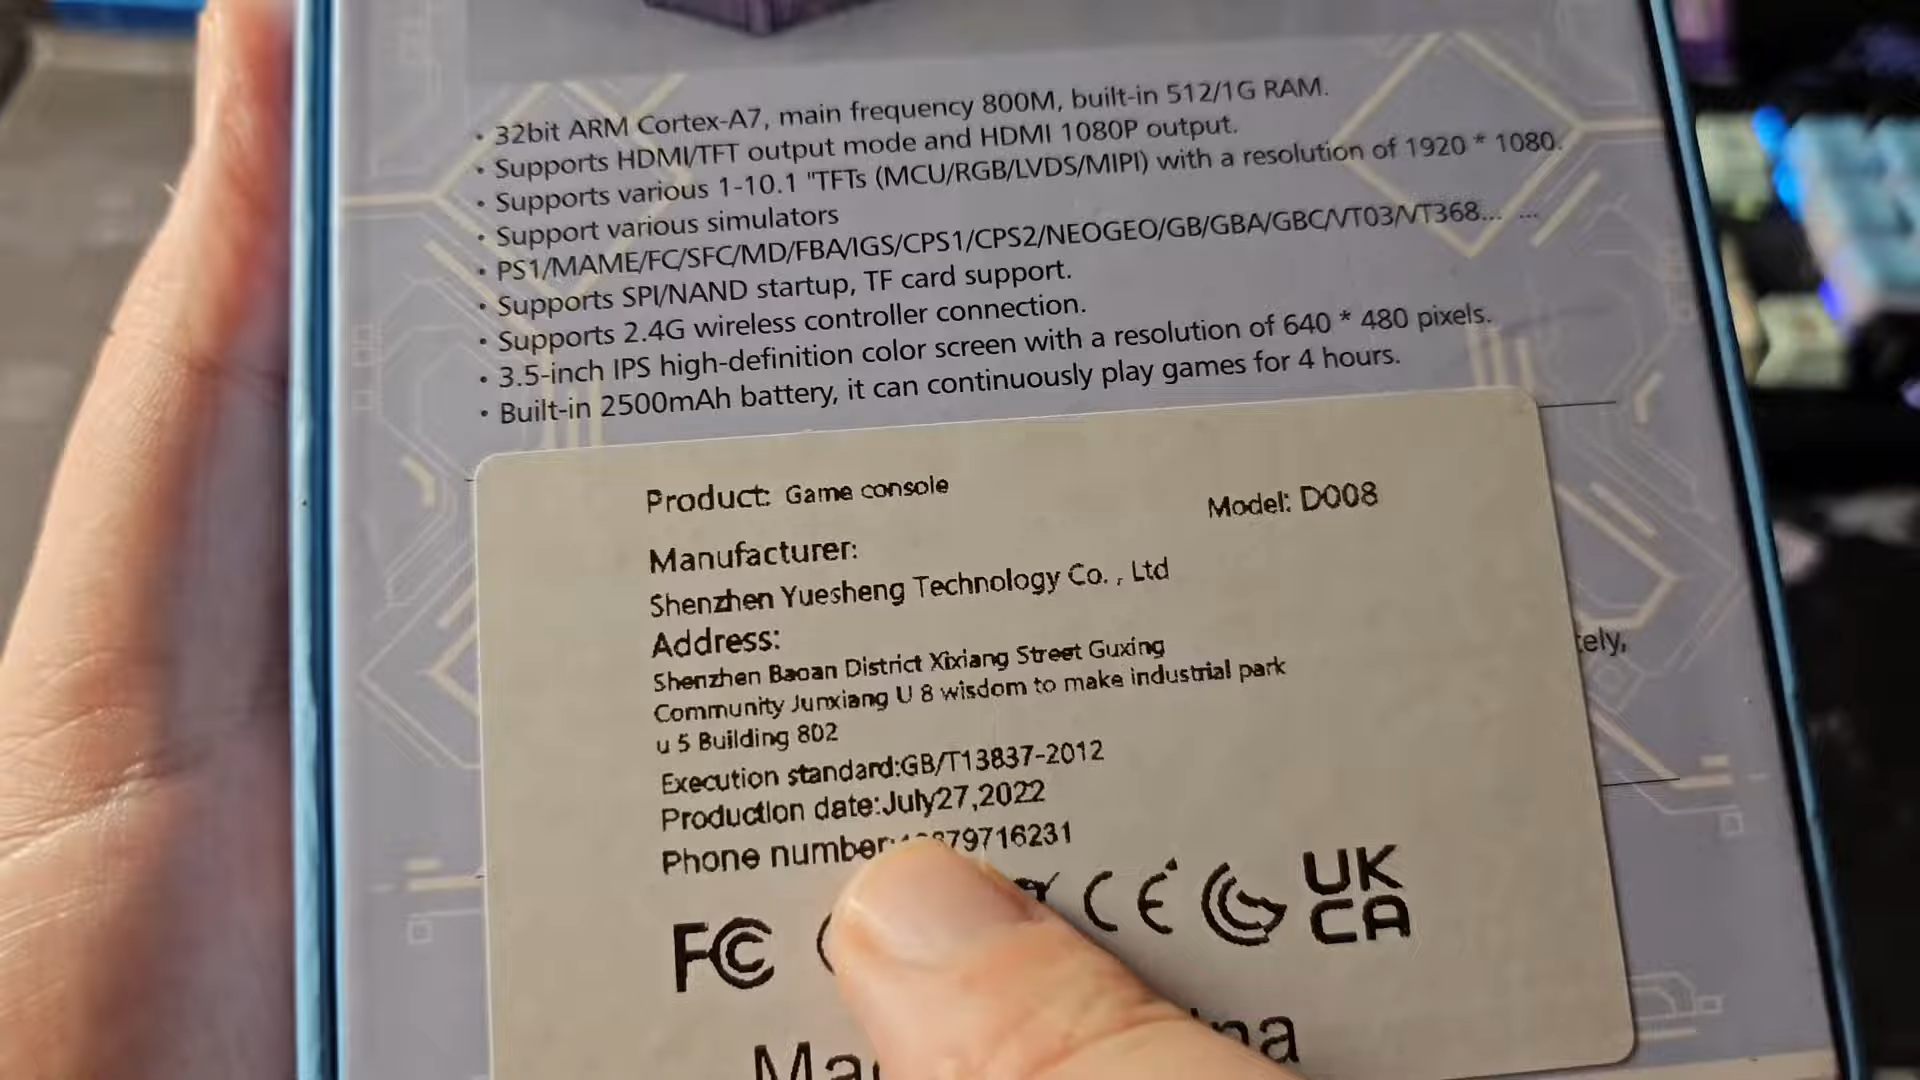 • 32bit ARM Cortex-A7, main frequency 800M, built-in 512/1G RAM.
• Supports HDMI/TFT output mode and HDMI 1080P output.
• Supports various 1-10.1 "TFTs (MCU/RGB/LVDS/MIPI) with a resolution of 1920 * 1080.
• Support various simulators
• PS1/MAME/FC/SFC/MD/FBA/IGS/CPS1/CPS2/NEOGEO/GB/GBA/GBC/VT03/VT368... ...
• Supports SPI/NAND startup, TF card support.
• Supports 2.4G wireless controller connection.
• 3.5-inch IPS high-definition color screen with a resolution of 640 * 480 pixels.
• Built-in 2500mAh battery, it can continuously play games for 4 hours.
Product: Game console
Model: D008
Manufacturer:
Shenzhen Yuesheng Technology Co. , Ltd
Address:
Shenzhen Baoan District Xixiang Street Guxing
Community Junxiang U 8 wisdom to make industrial park
u 5 Building 802
tely,
Execution standard:GB/T13837-2012
Production date:July27,2022
Phone number: 79716231
FC CE UK CA